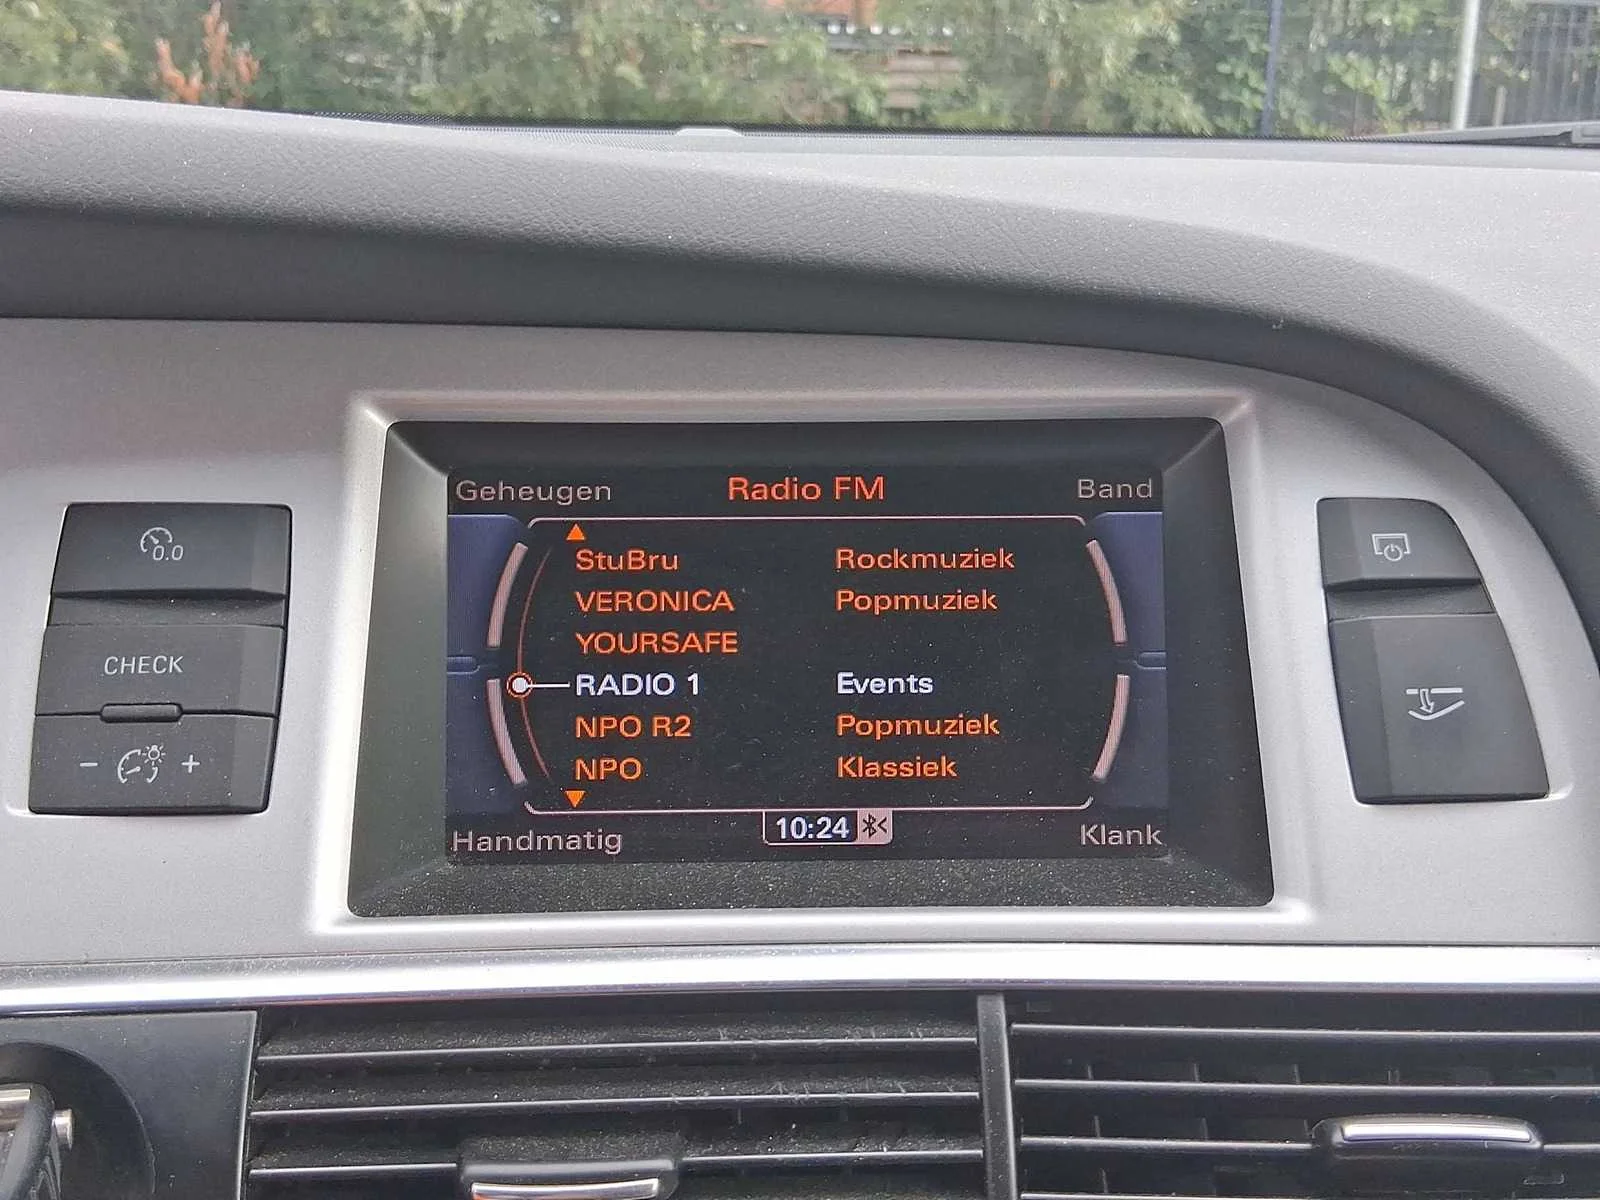 Geheugen Radio FM Band
StuBru Rockmuziek
VERONICA Popmuziek
YOURSAFE
RADIO 1 Events
NPO R2 Popmuziek
NPO Klassiek
Handmatig 10:24 Klank
0.0
CHECK
- +